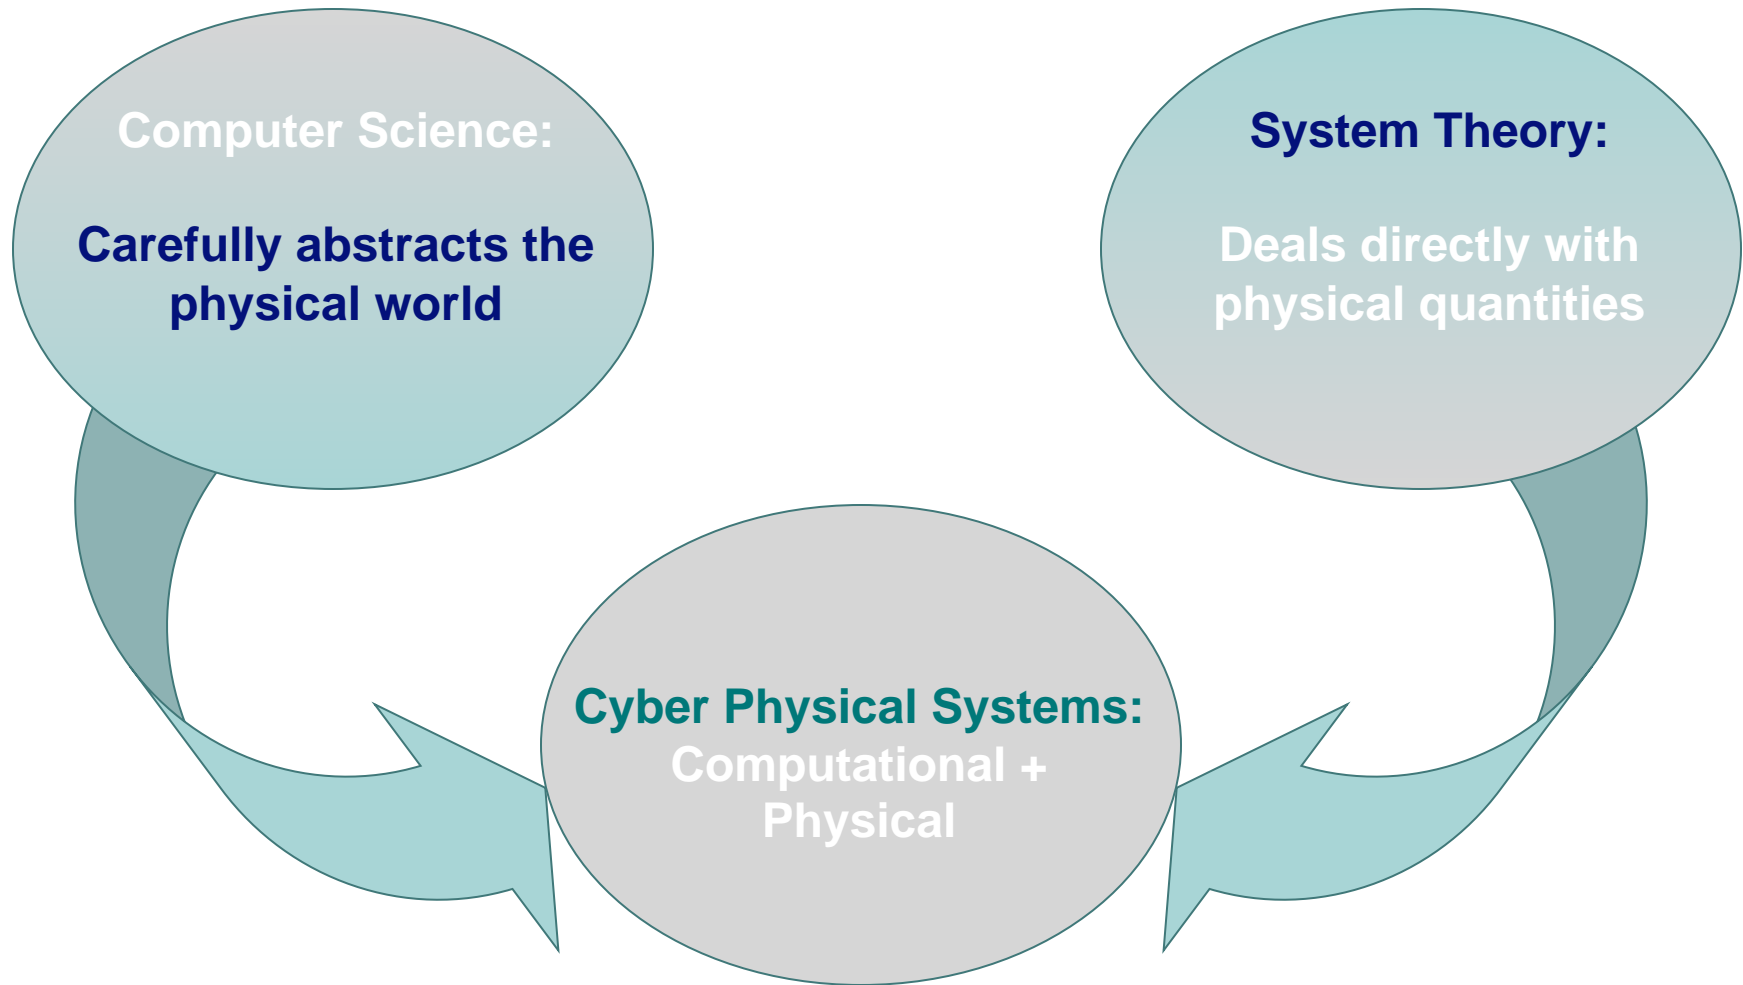 Computer Science:
Carefully abstracts the
physical world
System Theory:
Deals directly with
physical quantities
Cyber Physical Systems:
Computational +
Physical